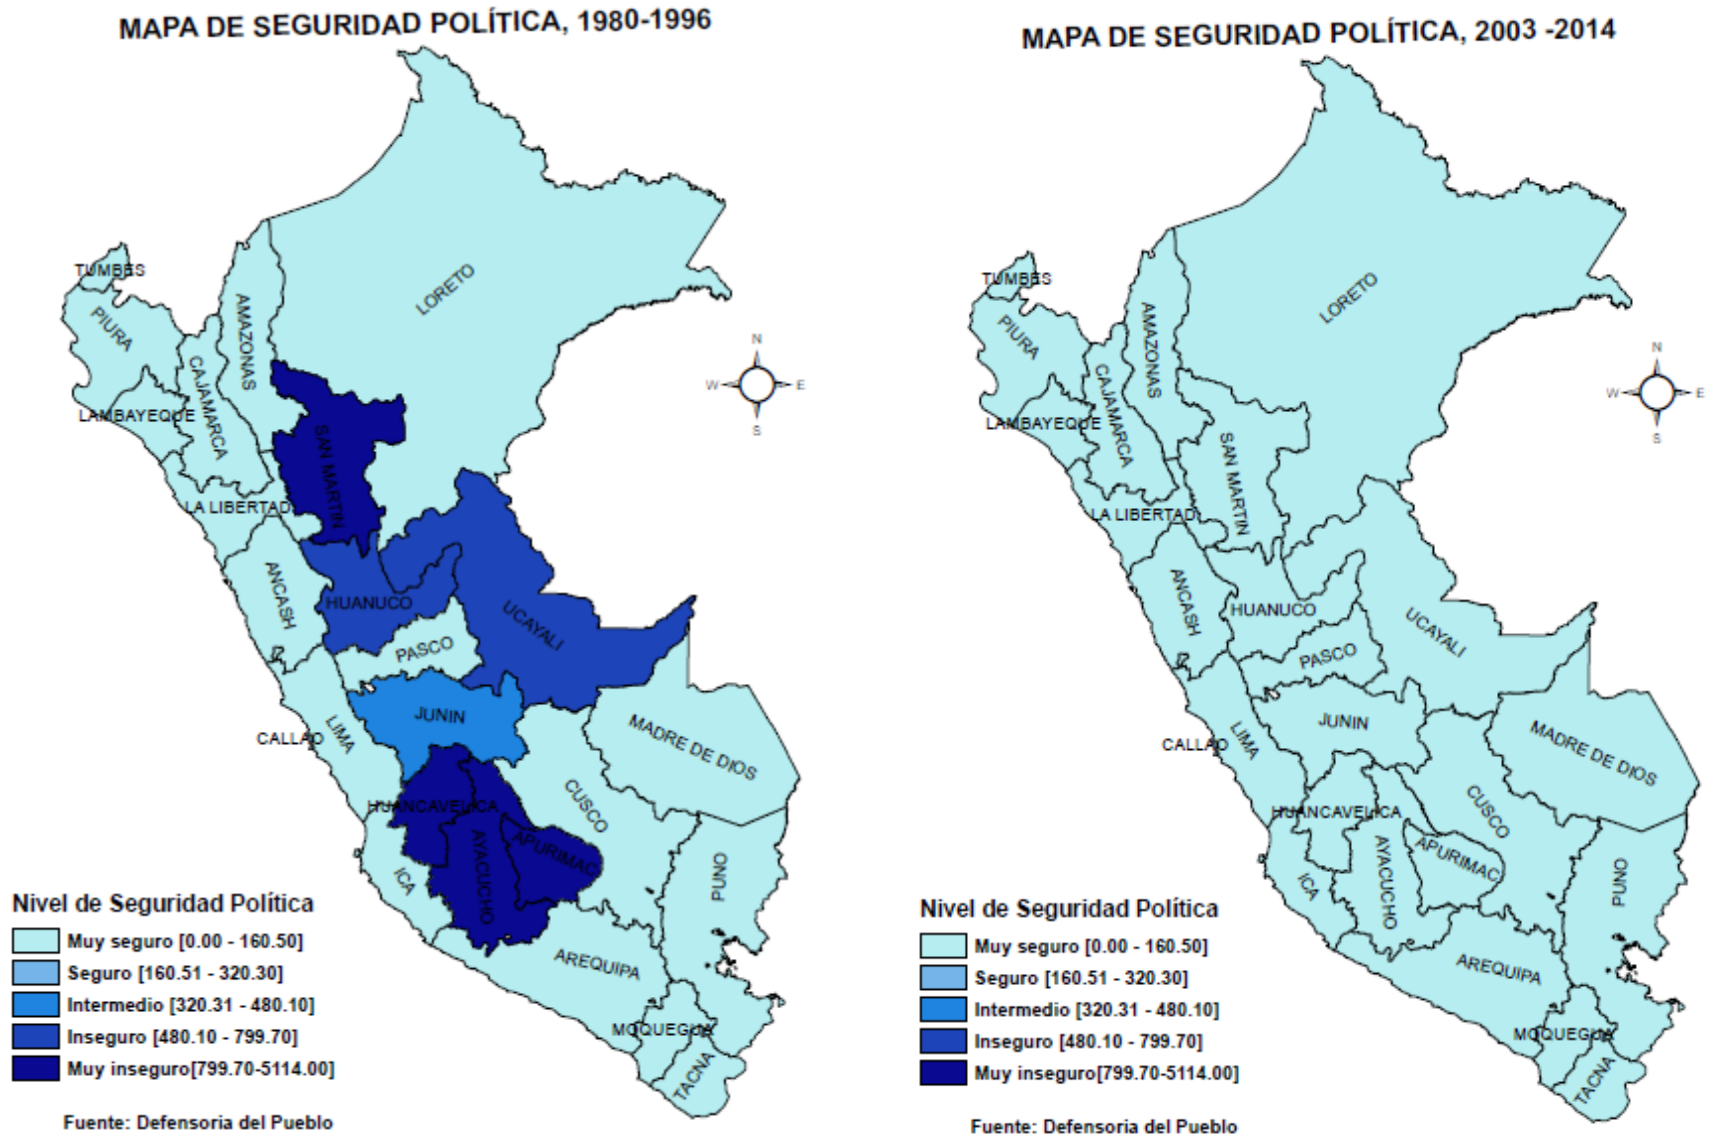 MAPA DE SEGURIDAD POLÍTICA, 1980-1996
TUMBES
PIURA
LORETO
AMAZONAS
CAJAMARCA
LAMBAYEQUE
SAN MARTIN
LA LIBERTAD
ANCASH
HUANUCO
UCAYALI
PASCO
JUNIN
LIMA
CALLAO
MADRE DE DIOS
HUANCAVELICA
CUSCO
AYACUCHO
APURIMAC
ICA
PUNO
AREQUIPA
MOQUEGUA
TACNA
N
W
E
S
Nivel de Seguridad Política
Muy seguro [0.00 - 160.50]
Seguro [160.51 - 320.30]
Intermedio [320.31 - 480.10]
Inseguro [480.10 - 799.70]
Muy inseguro[799.70-5114.00]
Fuente: Defensoria del Pueblo
MAPA DE SEGURIDAD POLÍTICA, 2003 -2014
TUMBES
PIURA
LORETO
AMAZONAS
CAJAMARCA
LAMBAYEQUE
SAN MARTIN
LA LIBERTAD
ANCASH
HUANUCO
UCAYALI
PASCO
JUNIN
LIMA
CALLAO
MADRE DE DIOS
HUANCAVELICA
CUSCO
AYACUCHO
APURIMAC
ICA
PUNO
AREQUIPA
MOQUEGUA
TACNA
N
W
E
S
Nivel de Seguridad Política
Muy seguro [0.00 - 160.50]
Seguro [160.51 - 320.30]
Intermedio [320.31 - 480.10]
Inseguro [480.10 - 799.70]
Muy inseguro[799.70-5114.00]
Fuente: Defensoria del Pueblo